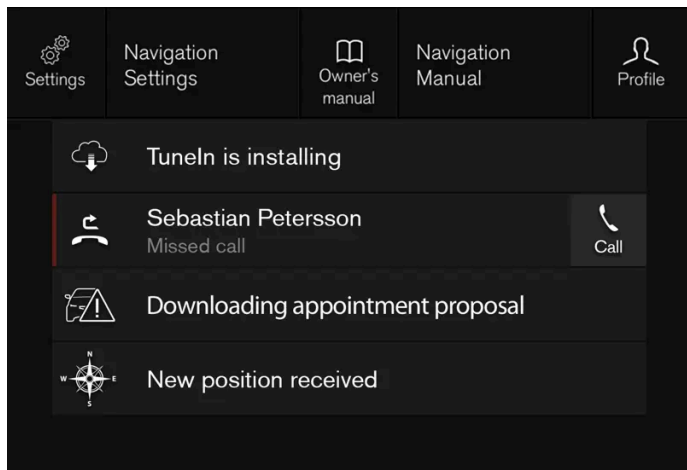 Settings
Navigation
Settings
Owner's
manual
Navigation
Manual
Profile
TuneIn is installing
Sebastian Petersson
Missed call
Call
Downloading appointment proposal
N
W
E
S
New position received